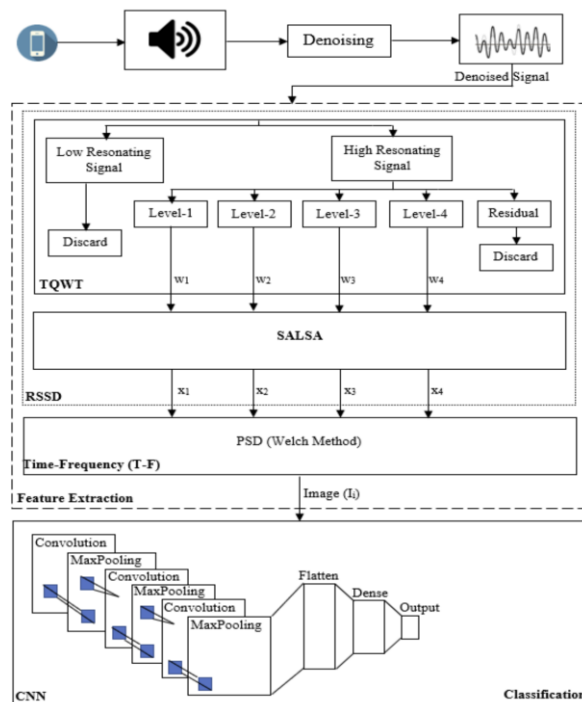 Denoising
Denoised Signal
Low Resonating
Signal
High Resonating
Signal
Level-1
Level-2
Level-3
Level-4
Residual
Discard
Discard
w1
w2
w3
w4
TQWT
SALSA
x1
x2
x3
x4
RSSD
PSD (Welch Method)
Time-Frequency (T-F)
Feature Extraction
Image (Ii)
Convolution
MaxPooling
Convolution
MaxPooling
Convolution
MaxPooling
Flatten
Dense
Output
CNN
Classification